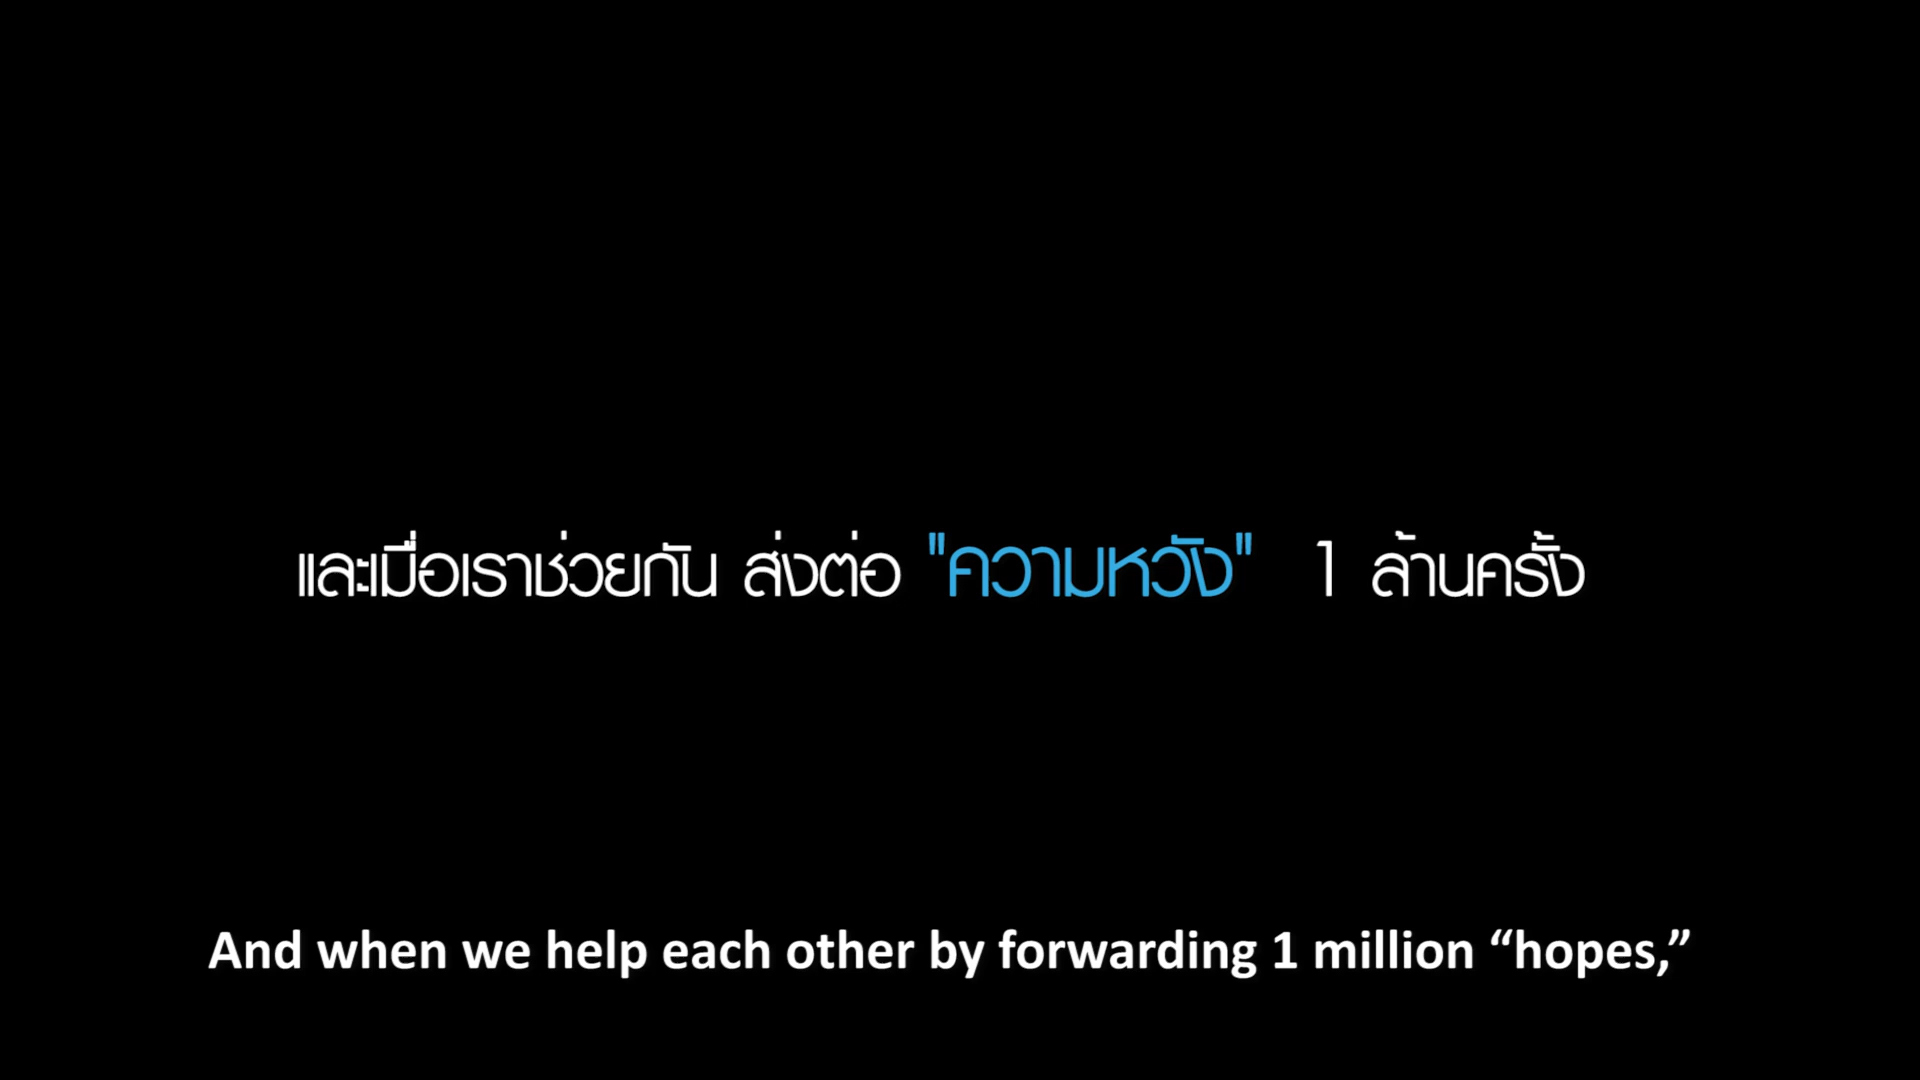 และเมื่อเราช่วยกัน ส่งต่อ "ความหวัง" 1 ล้านครั้ง
And when we help each other by forwarding 1 million “hopes,”